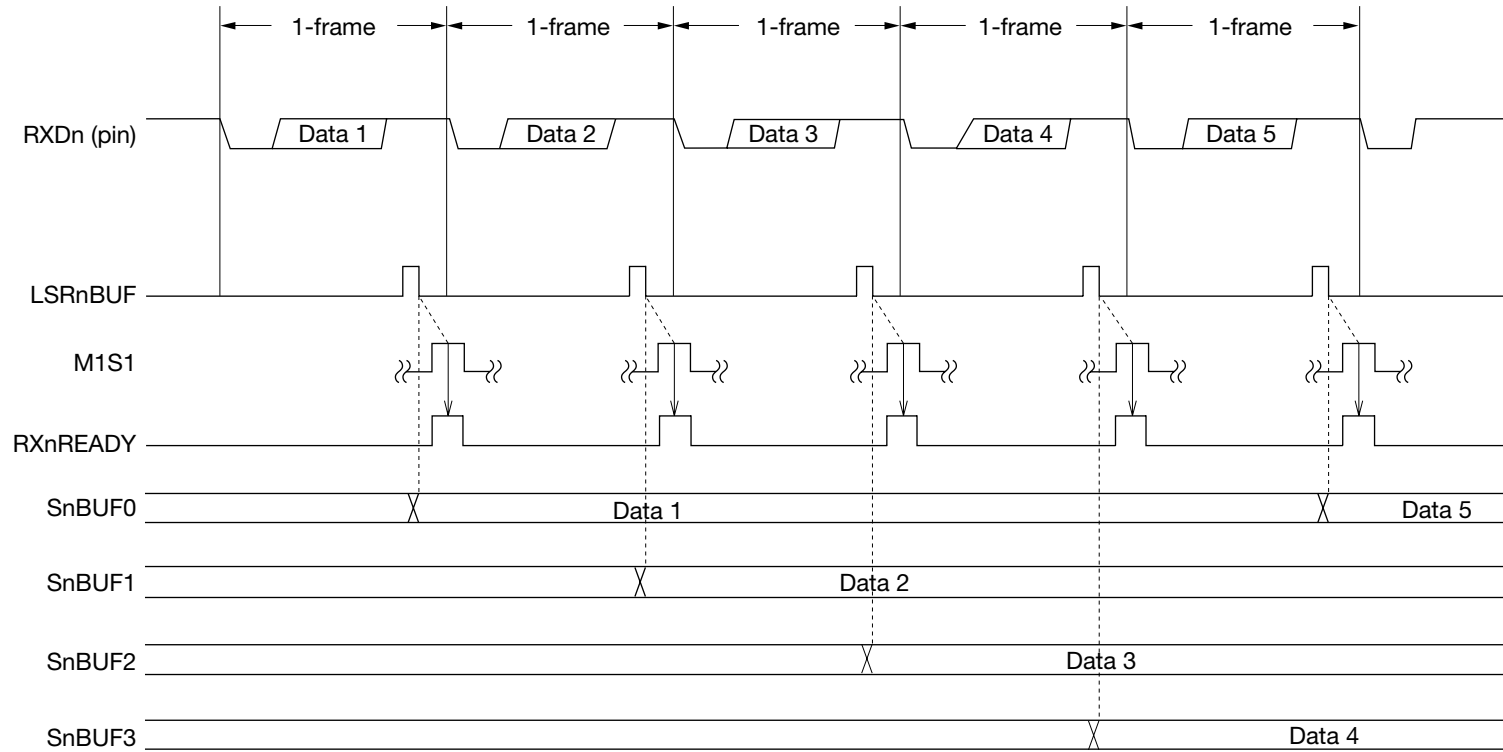 1-frame 1-frame 1-frame 1-frame 1-frame
RXDn (pin) Data 1 Data 2 Data 3 Data 4 Data 5
LSRnBUF
M1S1
RXnREADY
SnBUF0 Data 1 Data 5
SnBUF1 Data 2
SnBUF2 Data 3
SnBUF3 Data 4